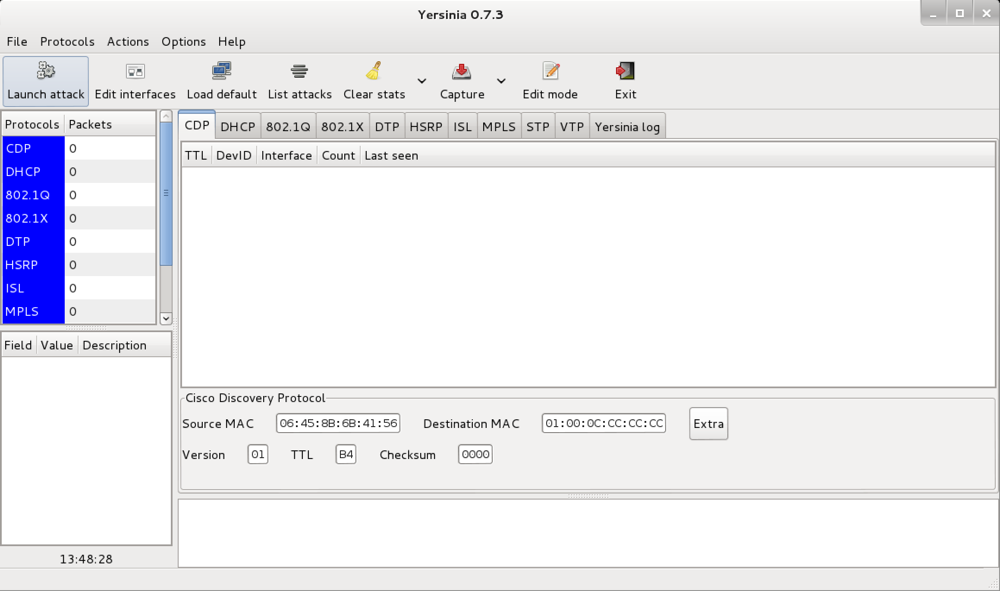 Yersinia 0.7.3
File Protocols Actions Options Help
Launch attack Edit interfaces Load default List attacks Clear stats Capture Edit mode Exit
Protocols Packets
CDP 0
DHCP 0
802.1Q 0
802.1X 0
DTP 0
HSRP 0
ISL 0
MPLS 0
Field Value Description
13:48:28
CDP DHCP 802.1Q 802.1X DTP HSRP ISL MPLS STP VTP Yersinia log
TTL DevID Interface Count Last seen
Cisco Discovery Protocol
Source MAC 06:45:8B:6B:41:56 Destination MAC 01:00:0C:CC:CC:CC Extra
Version 01 TTL B4 Checksum 0000